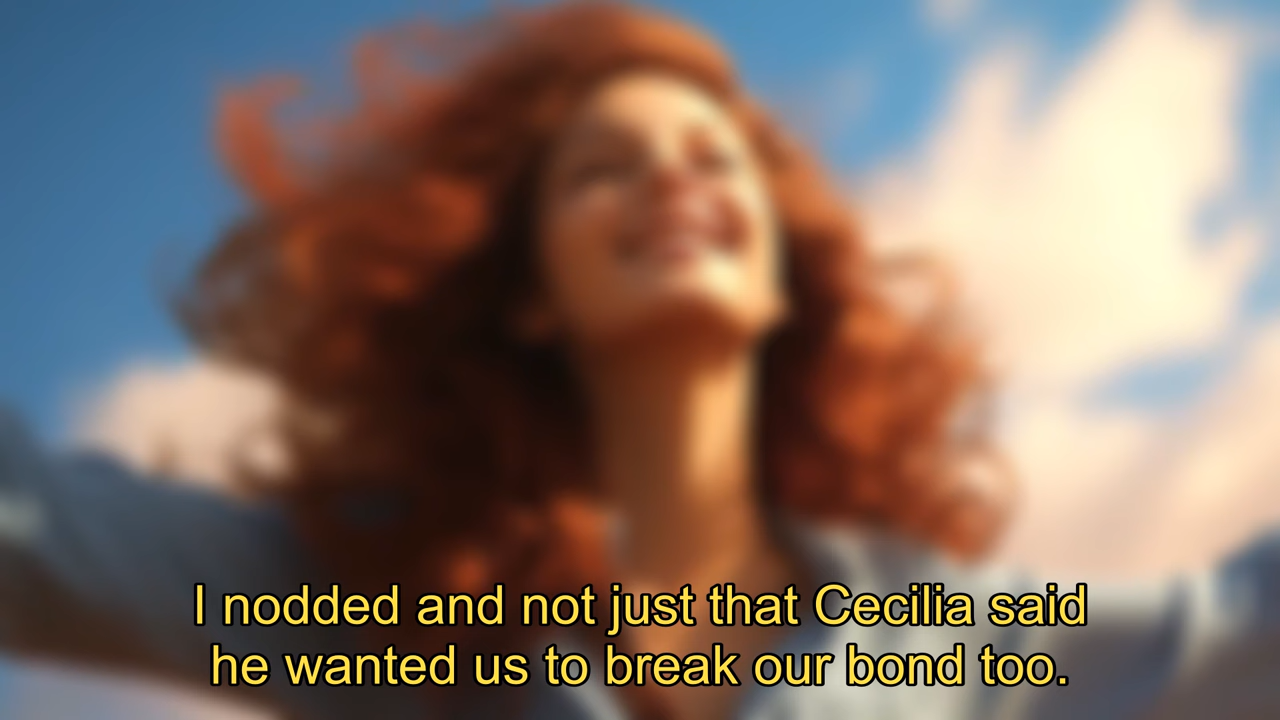 I nodded and not just that Cecilia said
he wanted us to break our bond too.